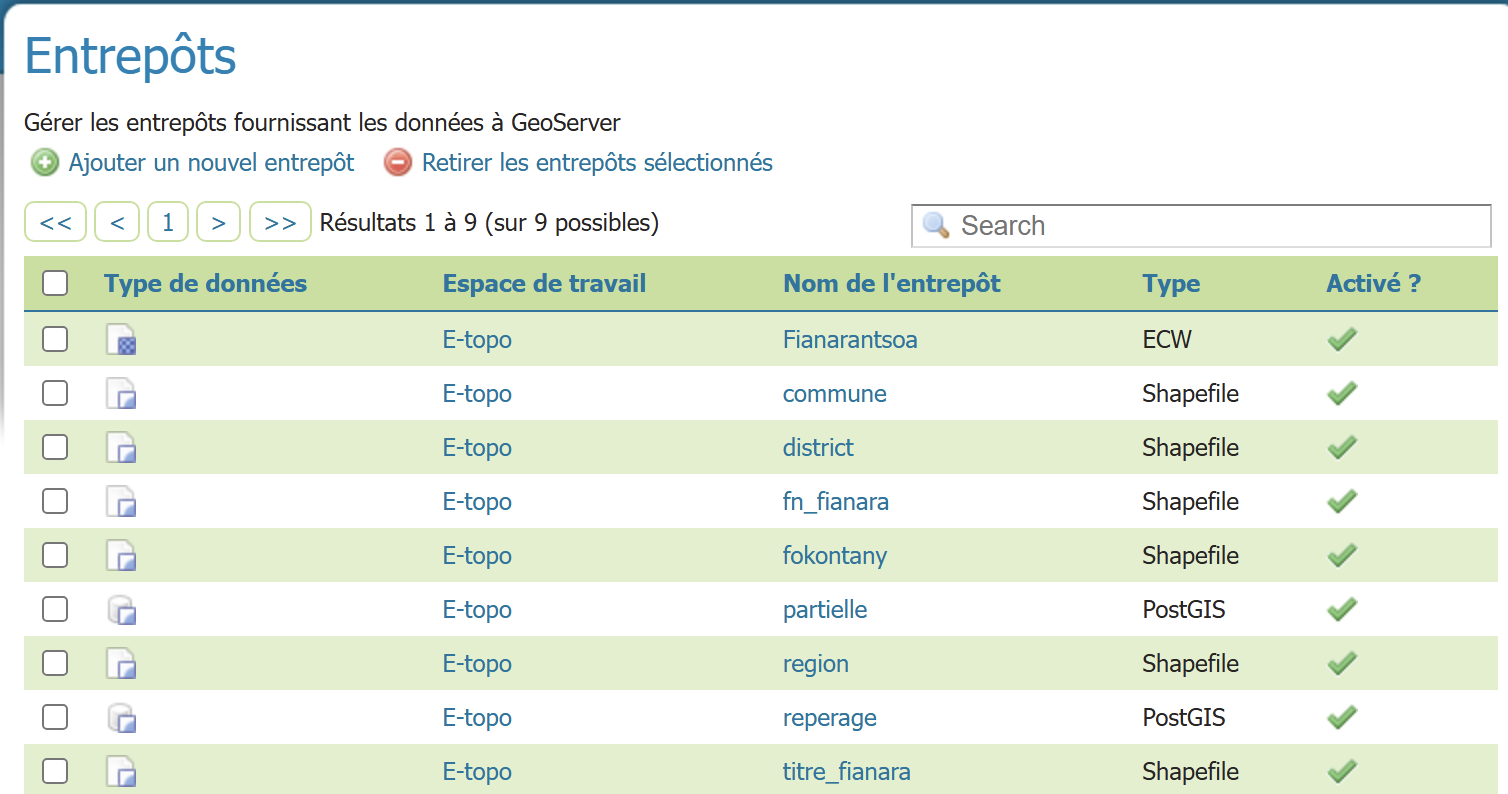 Entrepôts
Gérer les entrepôts fournissant les données à GeoServer
Ajouter un nouvel entrepôt Retirer les entrepôts sélectionnés
<< < 1 > >> Résultats 1 à 9 (sur 9 possibles) Search
Type de données Espace de travail Nom de l'entrepôt Type Activé ?
E-topo Fianarantsoa ECW
E-topo commune Shapefile
E-topo district Shapefile
E-topo fn_fianara Shapefile
E-topo fokontany Shapefile
E-topo partielle PostGIS
E-topo region Shapefile
E-topo reperage PostGIS
E-topo titre_fianara Shapefile